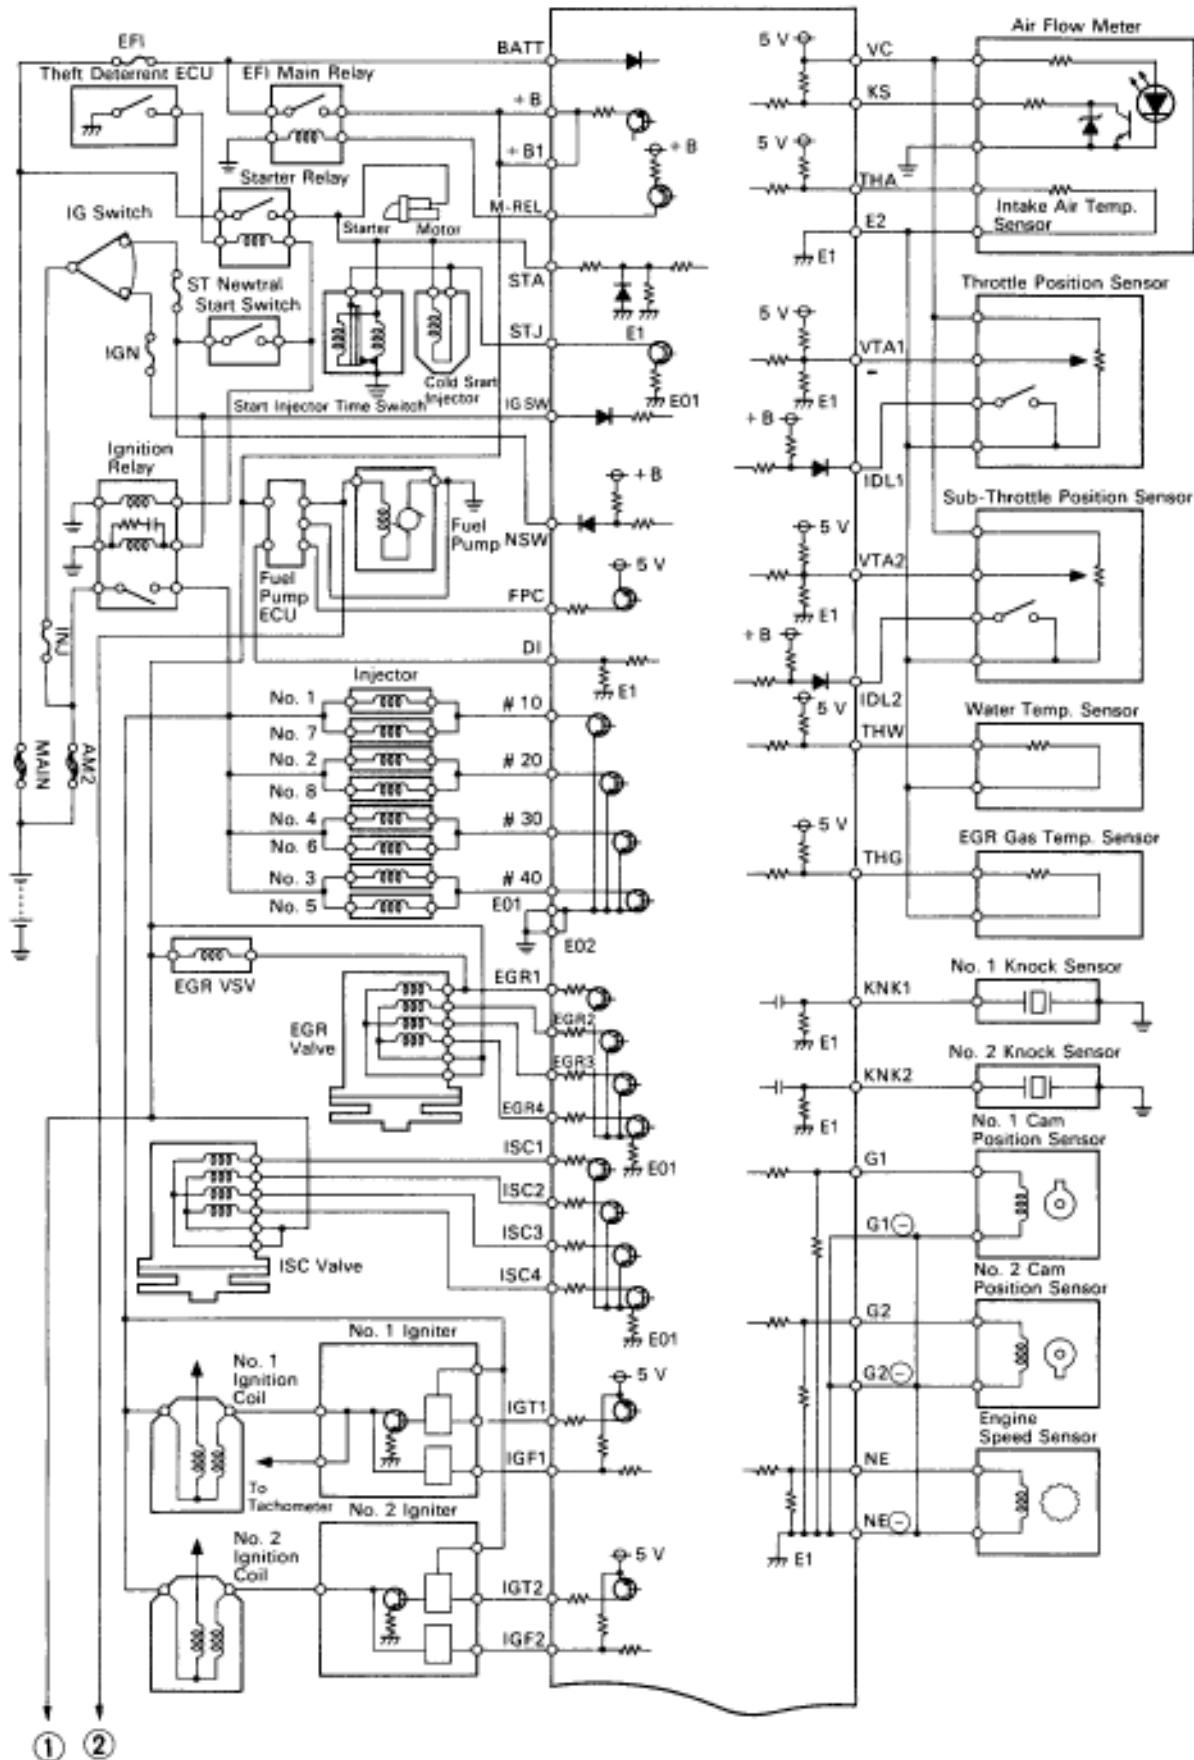 EFI
Theft Deterrent ECU
EFI Main Relay
Starter Relay
IG Switch
Starter
Motor
ST Newtral
Start Switch
IGN
Cold Srart
Injector
Start Injector Time Switch
Ignition
Relay
Fuel
Pump
Fuel
Pump
ECU
INJ
MAIN
AM2
Injector
No. 1
No. 7
No. 2
No. 8
No. 4
No. 6
No. 3
No. 5
EGR VSV
EGR
Valve
ISC Valve
No. 1 Igniter
No. 1
Ignition
Coil
To
Tachometer
No. 2 Igniter
No. 2
Ignition
Coil
① ②
BATT
+ B
+ B1
M-REL
STA
STJ
IGSW
NSW
FPC
DI
# 10
# 20
# 30
# 40
E01
E02
EGR1
EGR2
EGR3
EGR4
ISC1
ISC2
ISC3
ISC4
IGT1
IGF1
IGT2
IGF2
+ B
E1
E01
+ B
5 V
E1
E01
E01
5 V
5 V
5 V
5 V
E1
5 V
E1
+ B
5 V
E1
+ B
5 V
5 V
E1
E1
E1
VC
KS
THA
E2
VTA1
–
IDL1
VTA2
IDL2
THW
THG
KNK1
KNK2
G1
G1⊖
G2
G2⊖
NE
NE⊖
Air Flow Meter
Intake Air Temp.
Sensor
Throttle Position Sensor
Sub-Throttle Position Sensor
Water Temp. Sensor
EGR Gas Temp. Sensor
No. 1 Knock Sensor
No. 2 Knock Sensor
No. 1 Cam
Position Sensor
No. 2 Cam
Position Sensor
Engine
Speed Sensor